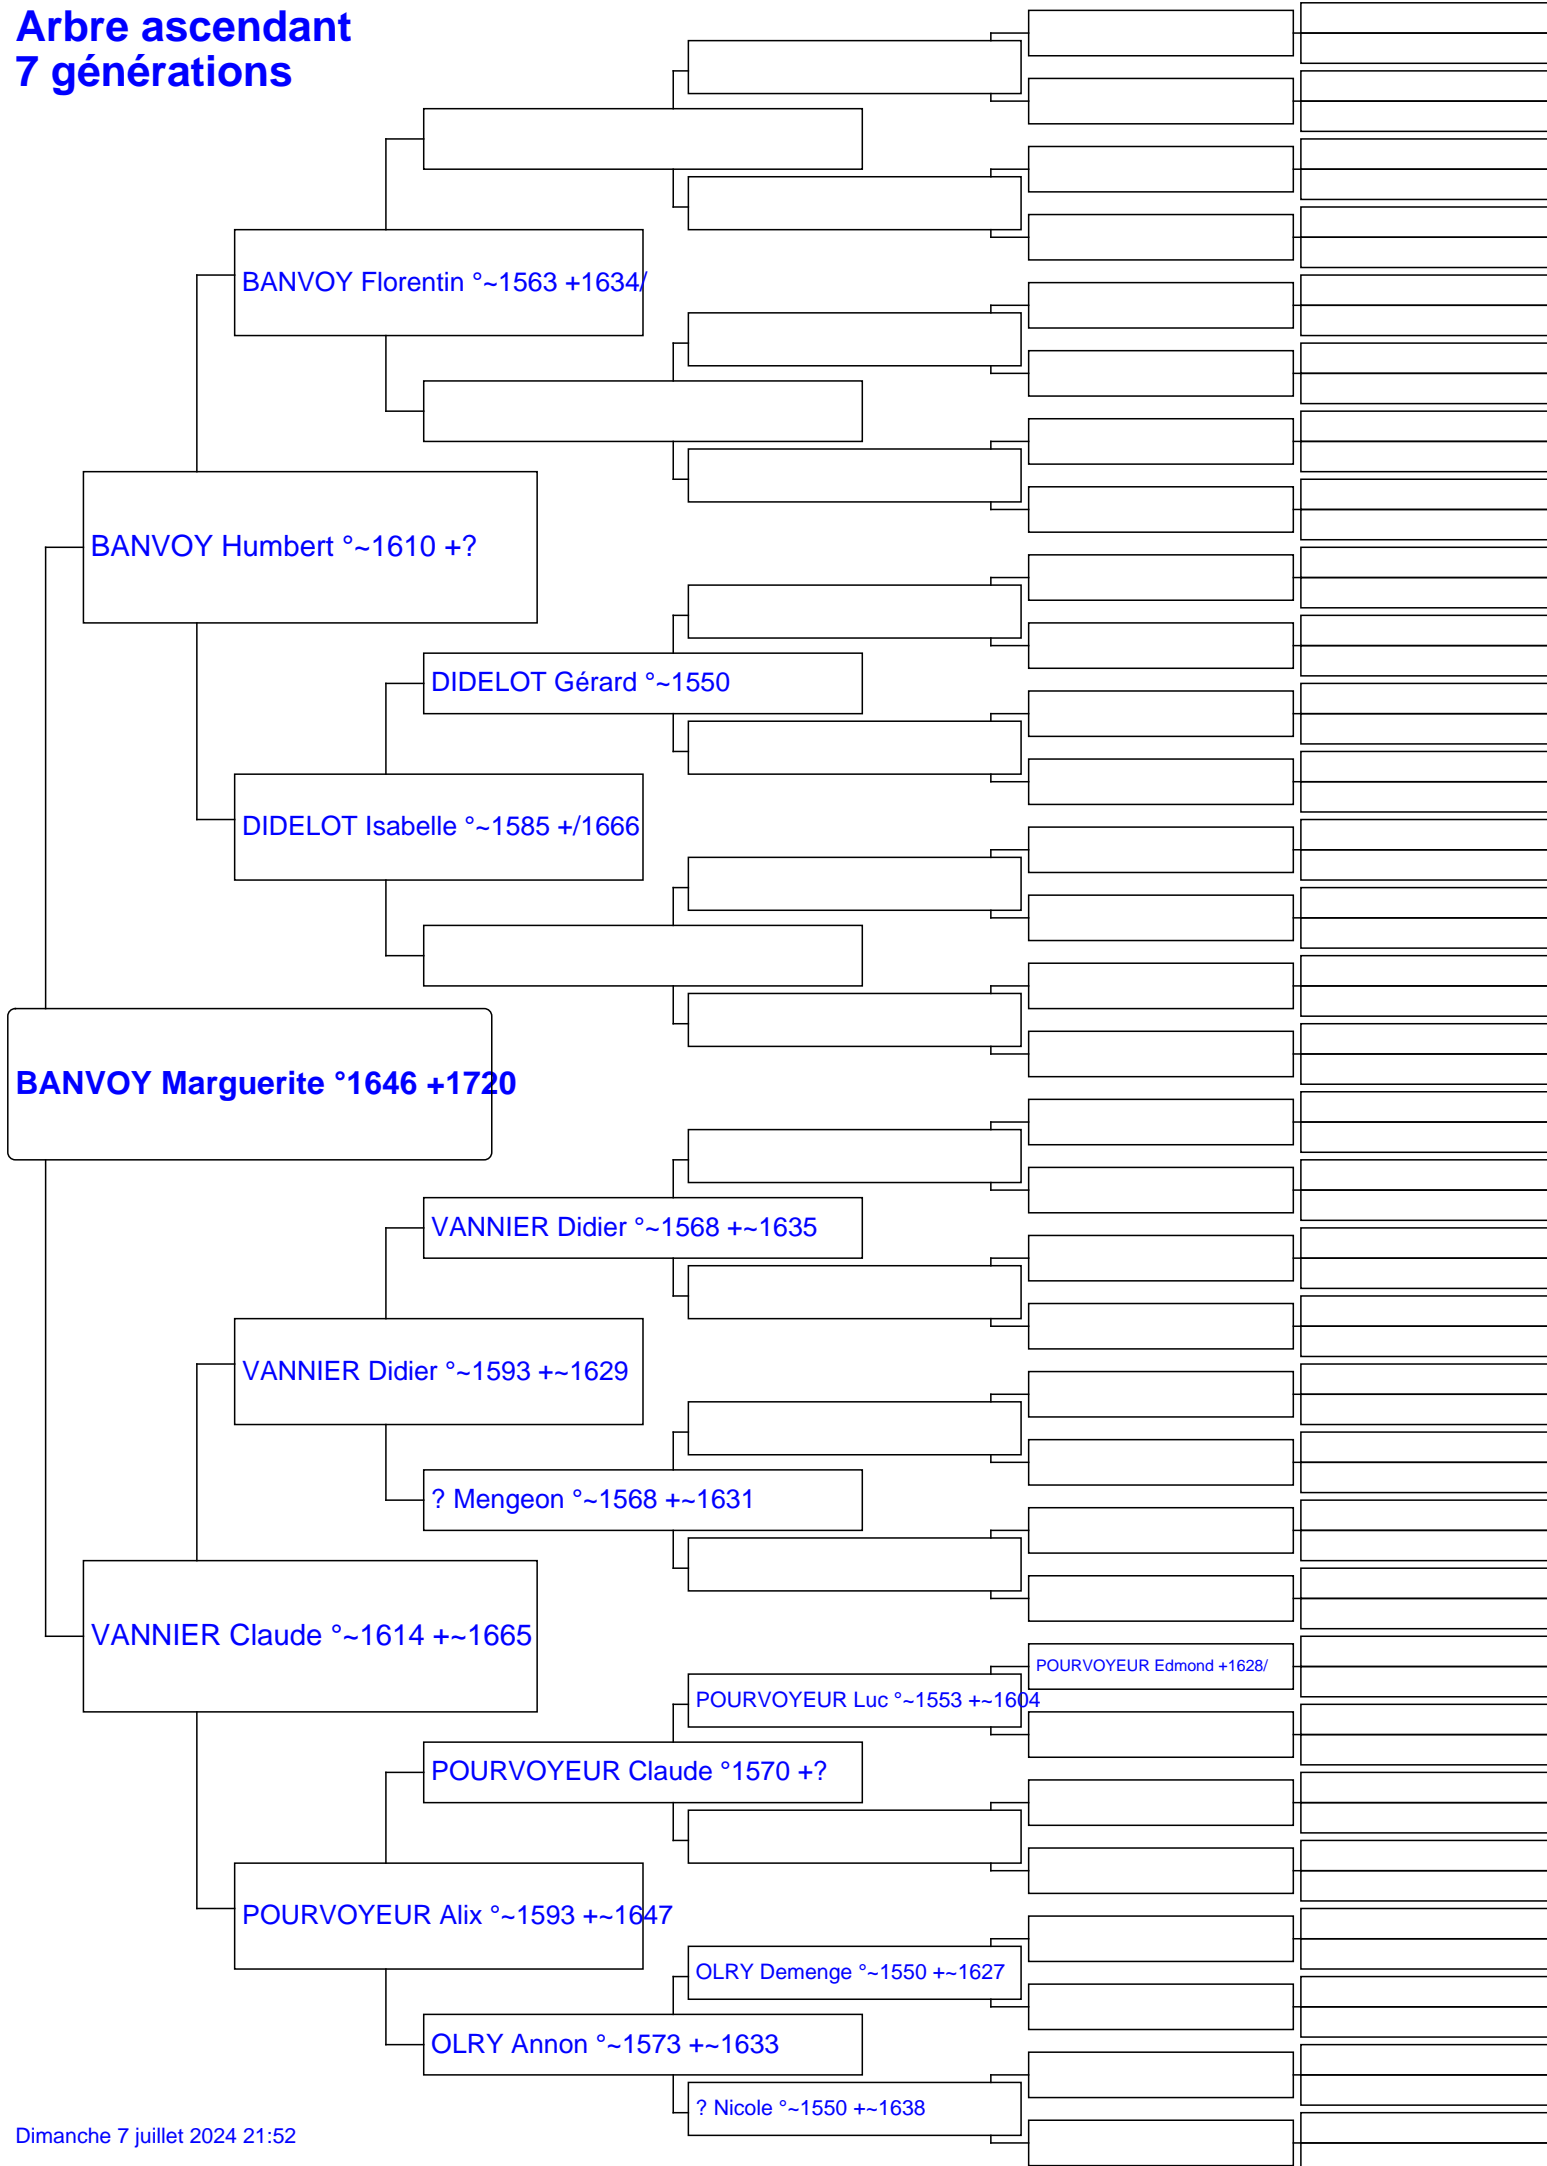 Arbre ascendant
7 générations
BANVOY Florentin °~1563 +1634/
BANVOY Humbert °~1610 +?
DIDELOT Gérard °~1550
DIDELOT Isabelle °~1585 +/1666
BANVOY Marguerite °1646 +1720
VANNIER Didier °~1568 +~1635
VANNIER Didier °~1593 +~1629
? Mengeon °~1568 +~1631
VANNIER Claude °~1614 +~1665
POURVOYEUR Edmond +1628/
POURVOYEUR Luc °~1553 +~1604
POURVOYEUR Claude °1570 +?
POURVOYEUR Alix °~1593 +~1647
OLRY Demenge °~1550 +~1627
OLRY Annon °~1573 +~1633
? Nicole °~1550 +~1638
Dimanche 7 juillet 2024 21:52